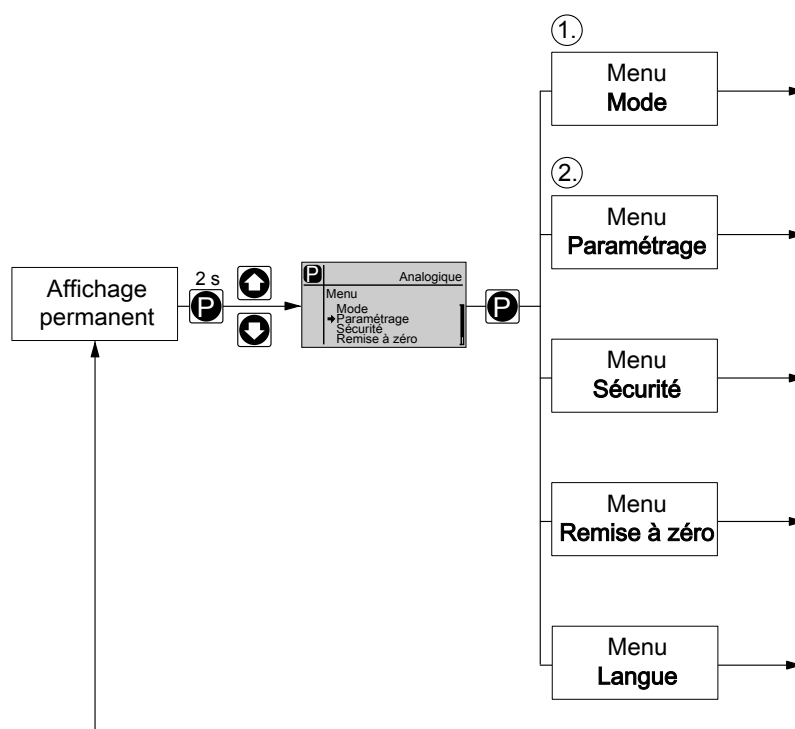 1.
Menu
Mode
2.
Menu
Paramétrage
Affichage
permanent
2 s
P
P
Analogique
Menu
Mode
Paramétrage
Sécurité
Remise à zéro
P
Menu
Sécurité
Menu
Remise à zéro
Menu
Langue